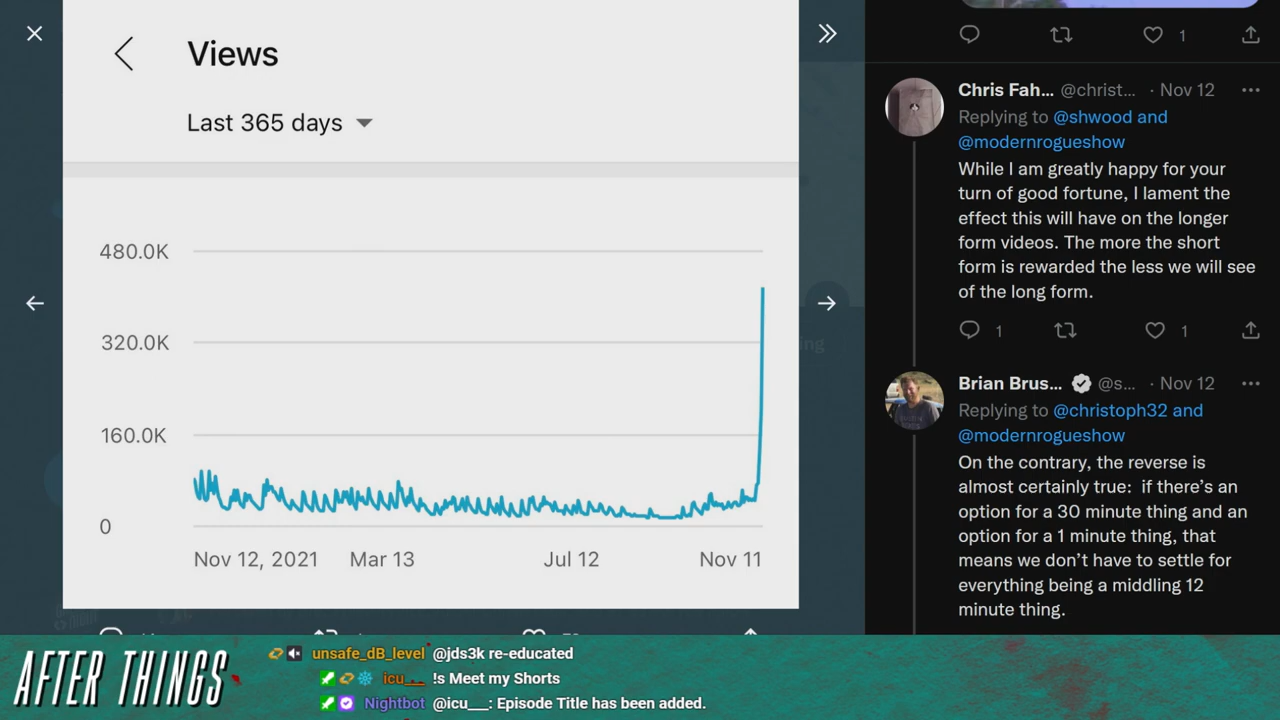 Views
Last 365 days
480.0K
320.0K
160.0K
0
Nov 12, 2021 Mar 13 Jul 12 Nov 11
1
Chris Fah... @christ... · Nov 12
Replying to @shwood and
@modernrogueshow
While I am greatly happy for your
turn of good fortune, I lament the
effect this will have on the longer
form videos. The more the short
form is rewarded the less we will see
of the long form.
1 1
Brian Brus... @s... · Nov 12
Replying to @christoph32 and
@modernrogueshow
On the contrary, the reverse is
almost certainly true: if there's an
option for a 30 minute thing and an
option for a 1 minute thing, that
means we don't have to settle for
everything being a middling 12
minute thing.
AFTER THINGS
unsafe_dB_level @jds3k re-educated
icu___ !s Meet my Shorts
Nightbot @icu___: Episode Title has been added.